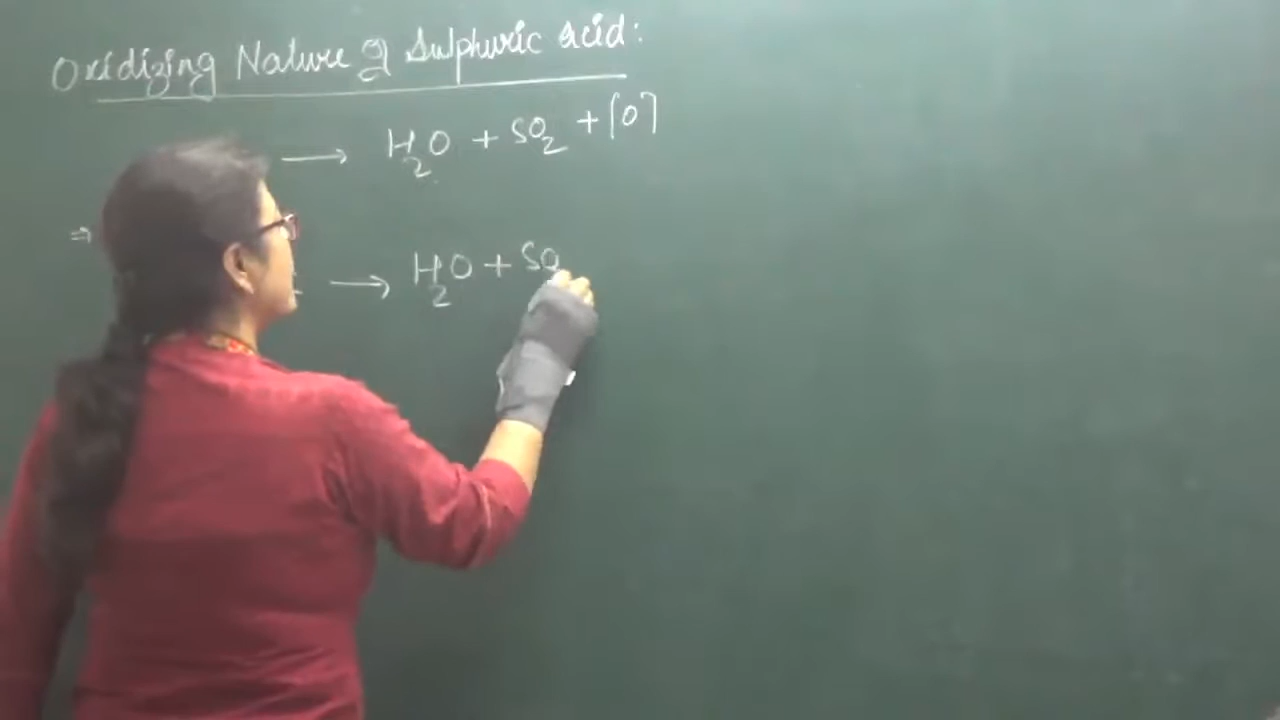 Oxidizing Nature of Sulphuric acid:
→ H₂O + SO₂ + [O]
⇒
→ H₂O + SO